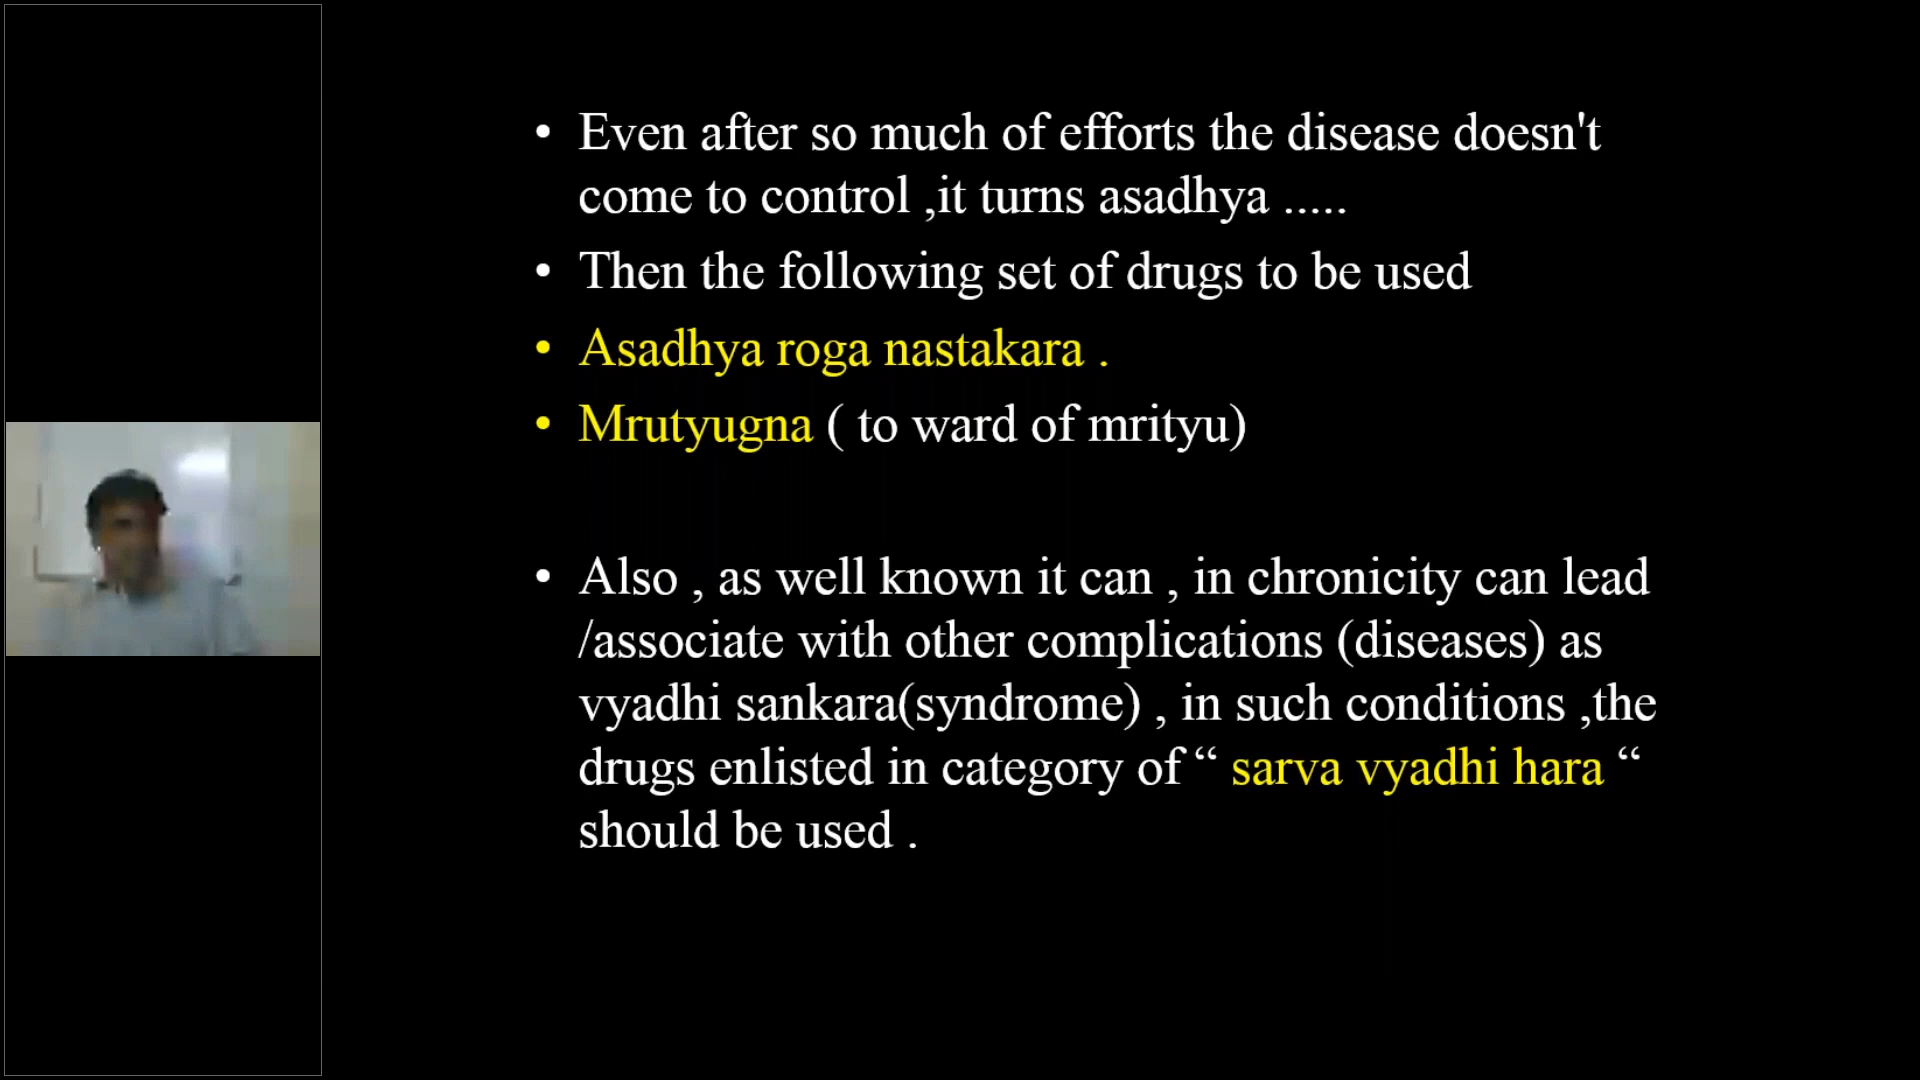 • Even after so much of efforts the disease doesn't
come to control ,it turns asadhya .....
• Then the following set of drugs to be used
• Asadhya roga nastakara .
• Mrutyugna ( to ward of mrityu)
• Also , as well known it can , in chronicity can lead
/associate with other complications (diseases) as
vyadhi sankara(syndrome) , in such conditions ,the
drugs enlisted in category of “ sarva vyadhi hara “
should be used .